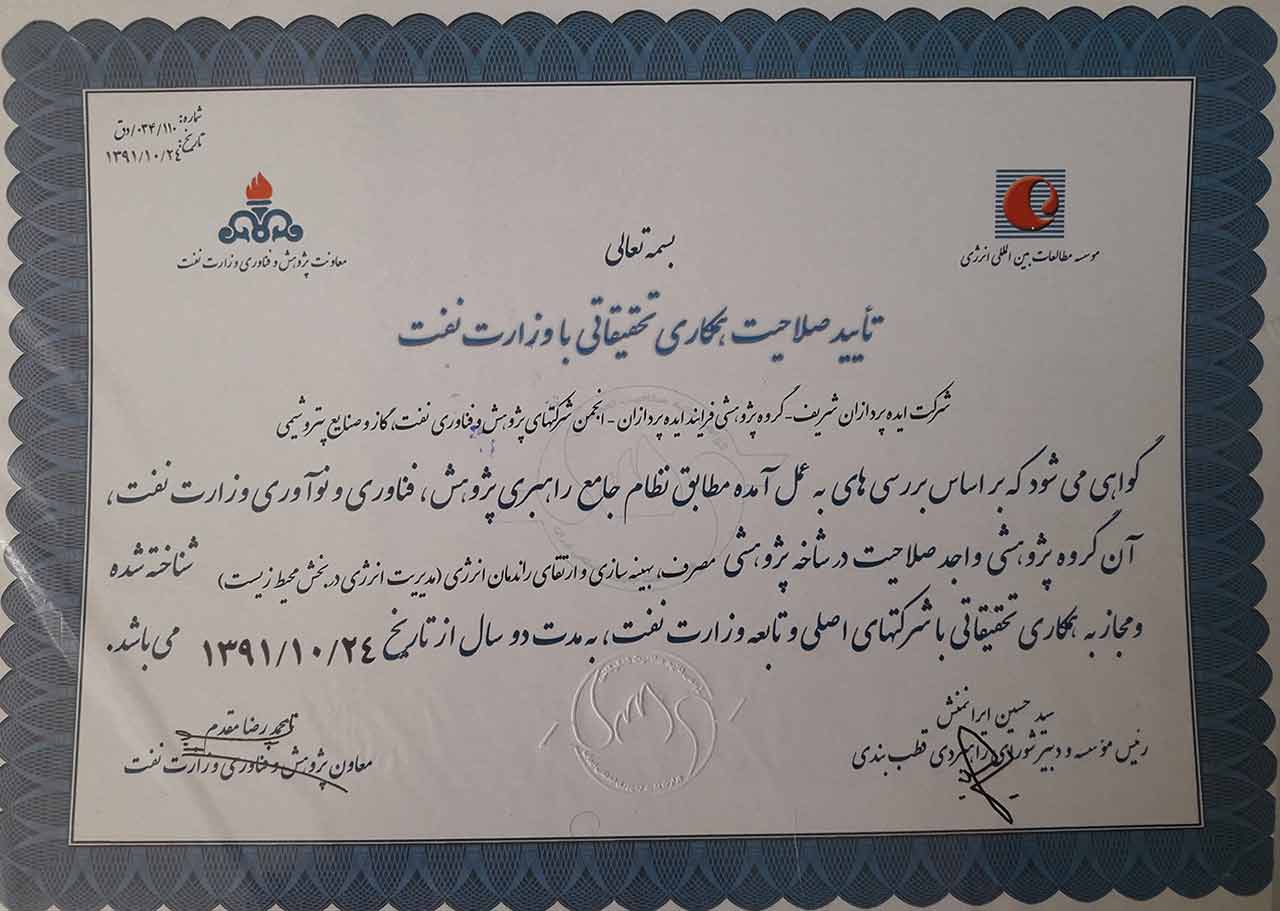 شماره: ۰۳۴/۱۱۰/دق
تاریخ: ۱۳۹۱/۱۰/۲۴
موسسه مطالعات بین المللی انرژی
معاونت پژوهش و فناوری وزارت نفت
بسمه تعالی
تأیید صلاحیت همکاری تحقیقاتی با وزارت نفت
شرکت ایده پردازان شریف-گروه پژوهشی فرایند ایده پردازان - انجمن شرکتهای پژوهش و فناوری نفت، گاز و صنایع پتروشیمی
گواهی می شود که بر اساس بررسی های به عمل آمده مطابق نظام جامع راهبری پژوهش، فناوری و نوآوری وزارت نفت،
آن گروه پژوهشی واجد صلاحیت در شاخه پژوهشی مصرف، بهینه سازی و ارتقای راندمان انرژی (مدیریت انرژی در بخش محیط زیست) شناخته شده
و مجاز به همکاری تحقیقاتی با شرکتهای اصلی و تابعه وزارت نفت، به مدت دو سال از تاریخ ۱۳۹۱/۱۰/۲۴ می باشد.
سید حسین ایرانمنش
رئیس مؤسسه و دبیر شورای راهبردی قطب بندی
محمد رضا مقدم
معاون پژوهش و فناوری وزارت نفت